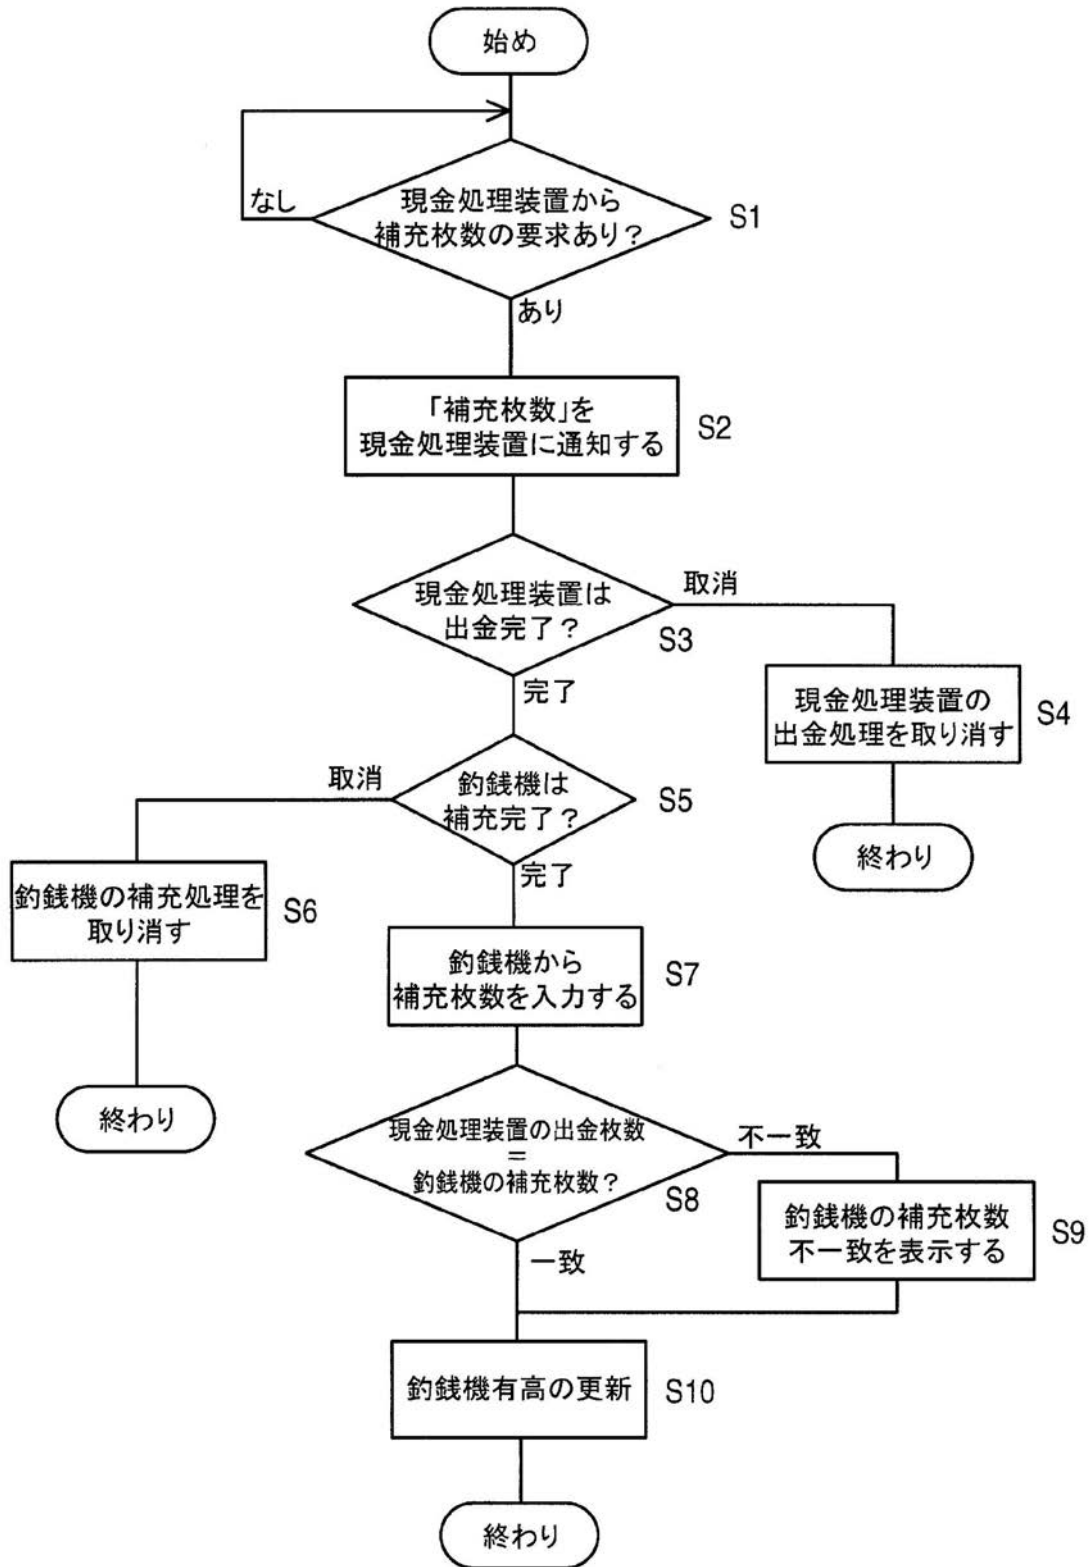 始め
なし
現金処理装置から
補充枚数の要求あり?
S1
あり
「補充枚数」を
現金処理装置に通知する
S2
現金処理装置は
出金完了?
S3
取消
完了
現金処理装置の
出金処理を取り消す
S4
終わり
釣銭機は
補充完了?
S5
取消
完了
釣銭機の補充処理を
取り消す
S6
終わり
釣銭機から
補充枚数を入力する
S7
現金処理装置の出金枚数
=
釣銭機の補充枚数?
S8
不一致
一致
釣銭機の補充枚数
不一致を表示する
S9
釣銭機有高の更新
S10
終わり